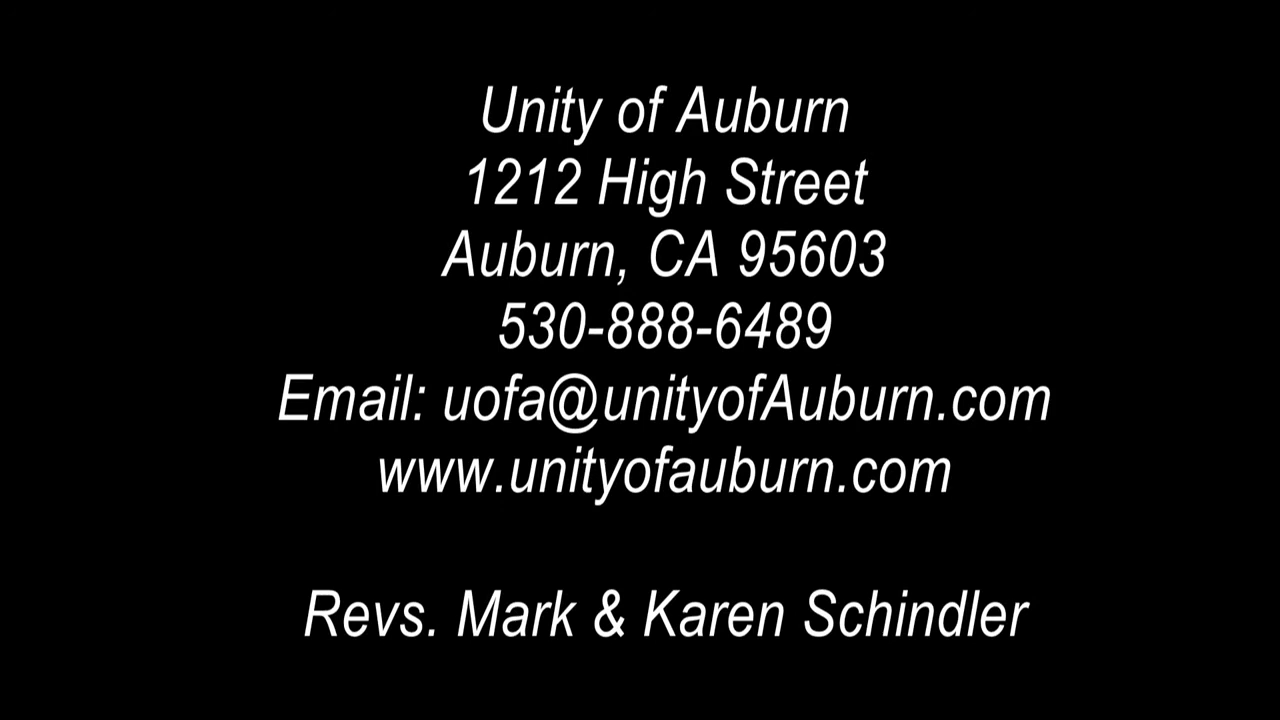 Unity of Auburn
1212 High Street
Auburn, CA 95603
530-888-6489
Email: uofa@unityofAuburn.com
www.unityofauburn.com
Revs. Mark & Karen Schindler